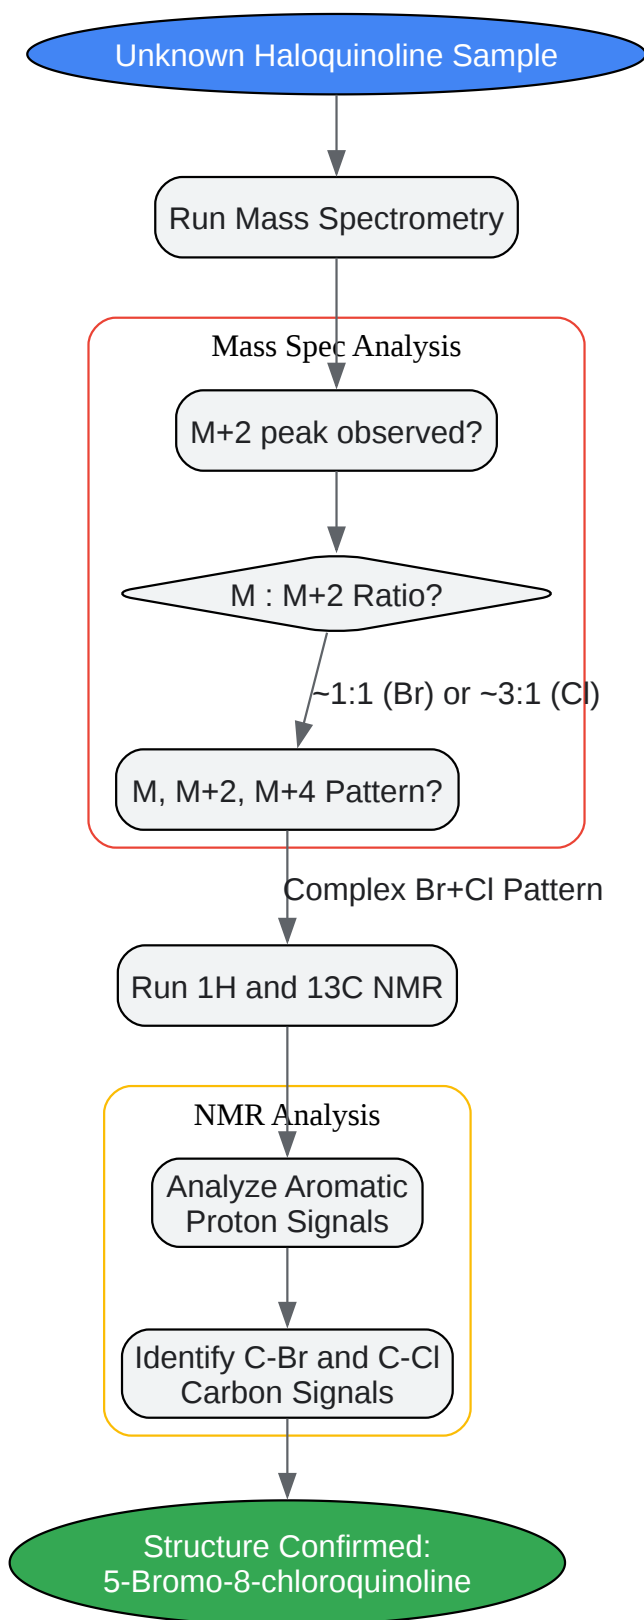 Unknown Haloquinoline Sample
Run Mass Spectrometry
Mass Spec Analysis
M+2 peak observed?
M : M+2 Ratio?
~1:1 (Br) or ~3:1 (Cl)
M, M+2, M+4 Pattern?
Complex Br+Cl Pattern
Run 1H and 13C NMR
NMR Analysis
Analyze Aromatic
Proton Signals
Identify C-Br and C-Cl
Carbon Signals
Structure Confirmed:
5-Bromo-8-chloroquinoline